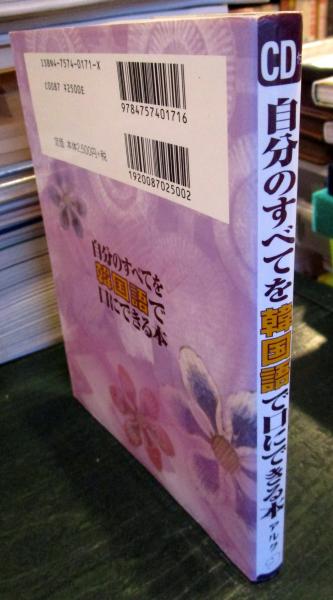 ISBN4-7574-0171-X
C0087 ¥2500E
定価 本体2,500円+税
9784757401716
1920087025002
自分のすべてを
韓国語で
口にできる本
CD
自分のすべてを韓国語で口にできる本
アルク